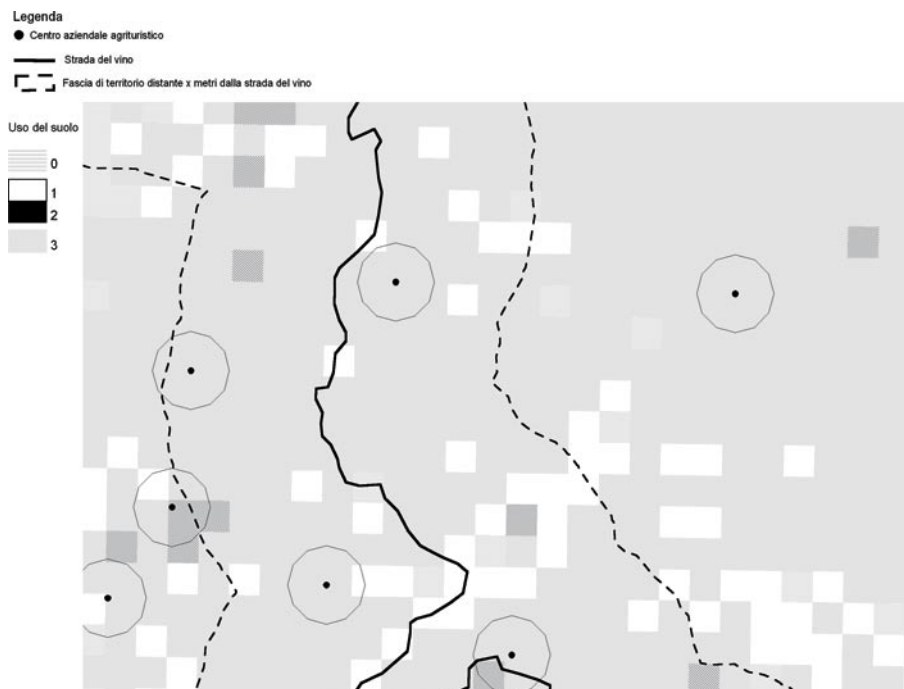 Legenda
Centro aziendale agrituristico
Strada del vino
Fascia di territorio distante x metri dalla strada del vino
Uso del suolo
0
1
2
3